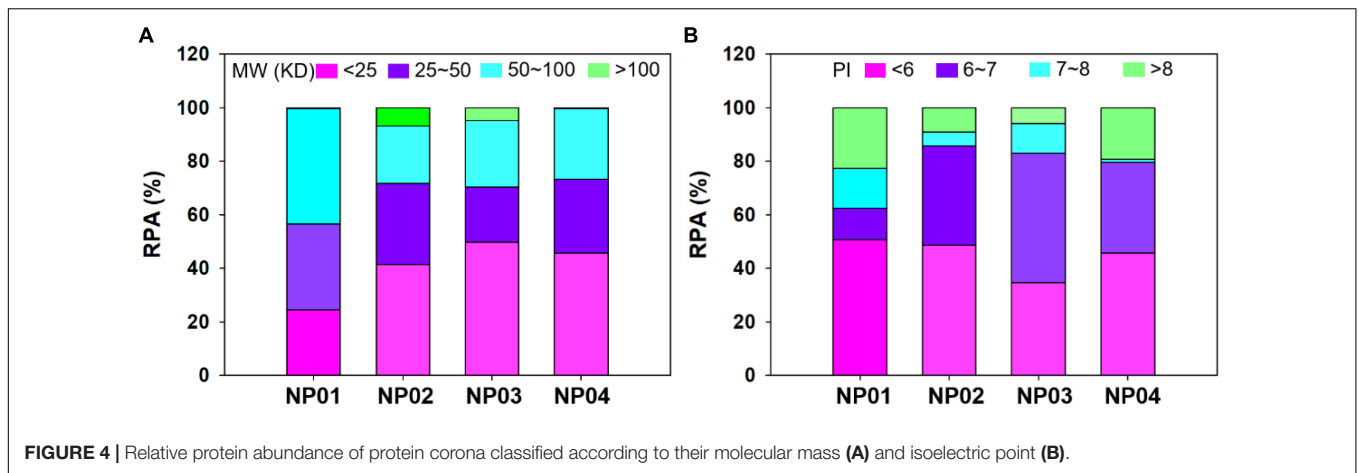 A
120
100
80
60
40
20
0
RPA (%)
MW (KD) <25 25~50 50~100 >100
NP01 NP02 NP03 NP04
B
120
100
80
60
40
20
0
RPA (%)
PI <6 6~7 7~8 >8
NP01 NP02 NP03 NP04
FIGURE 4 | Relative protein abundance of protein corona classified according to their molecular mass (A) and isoelectric point (B).